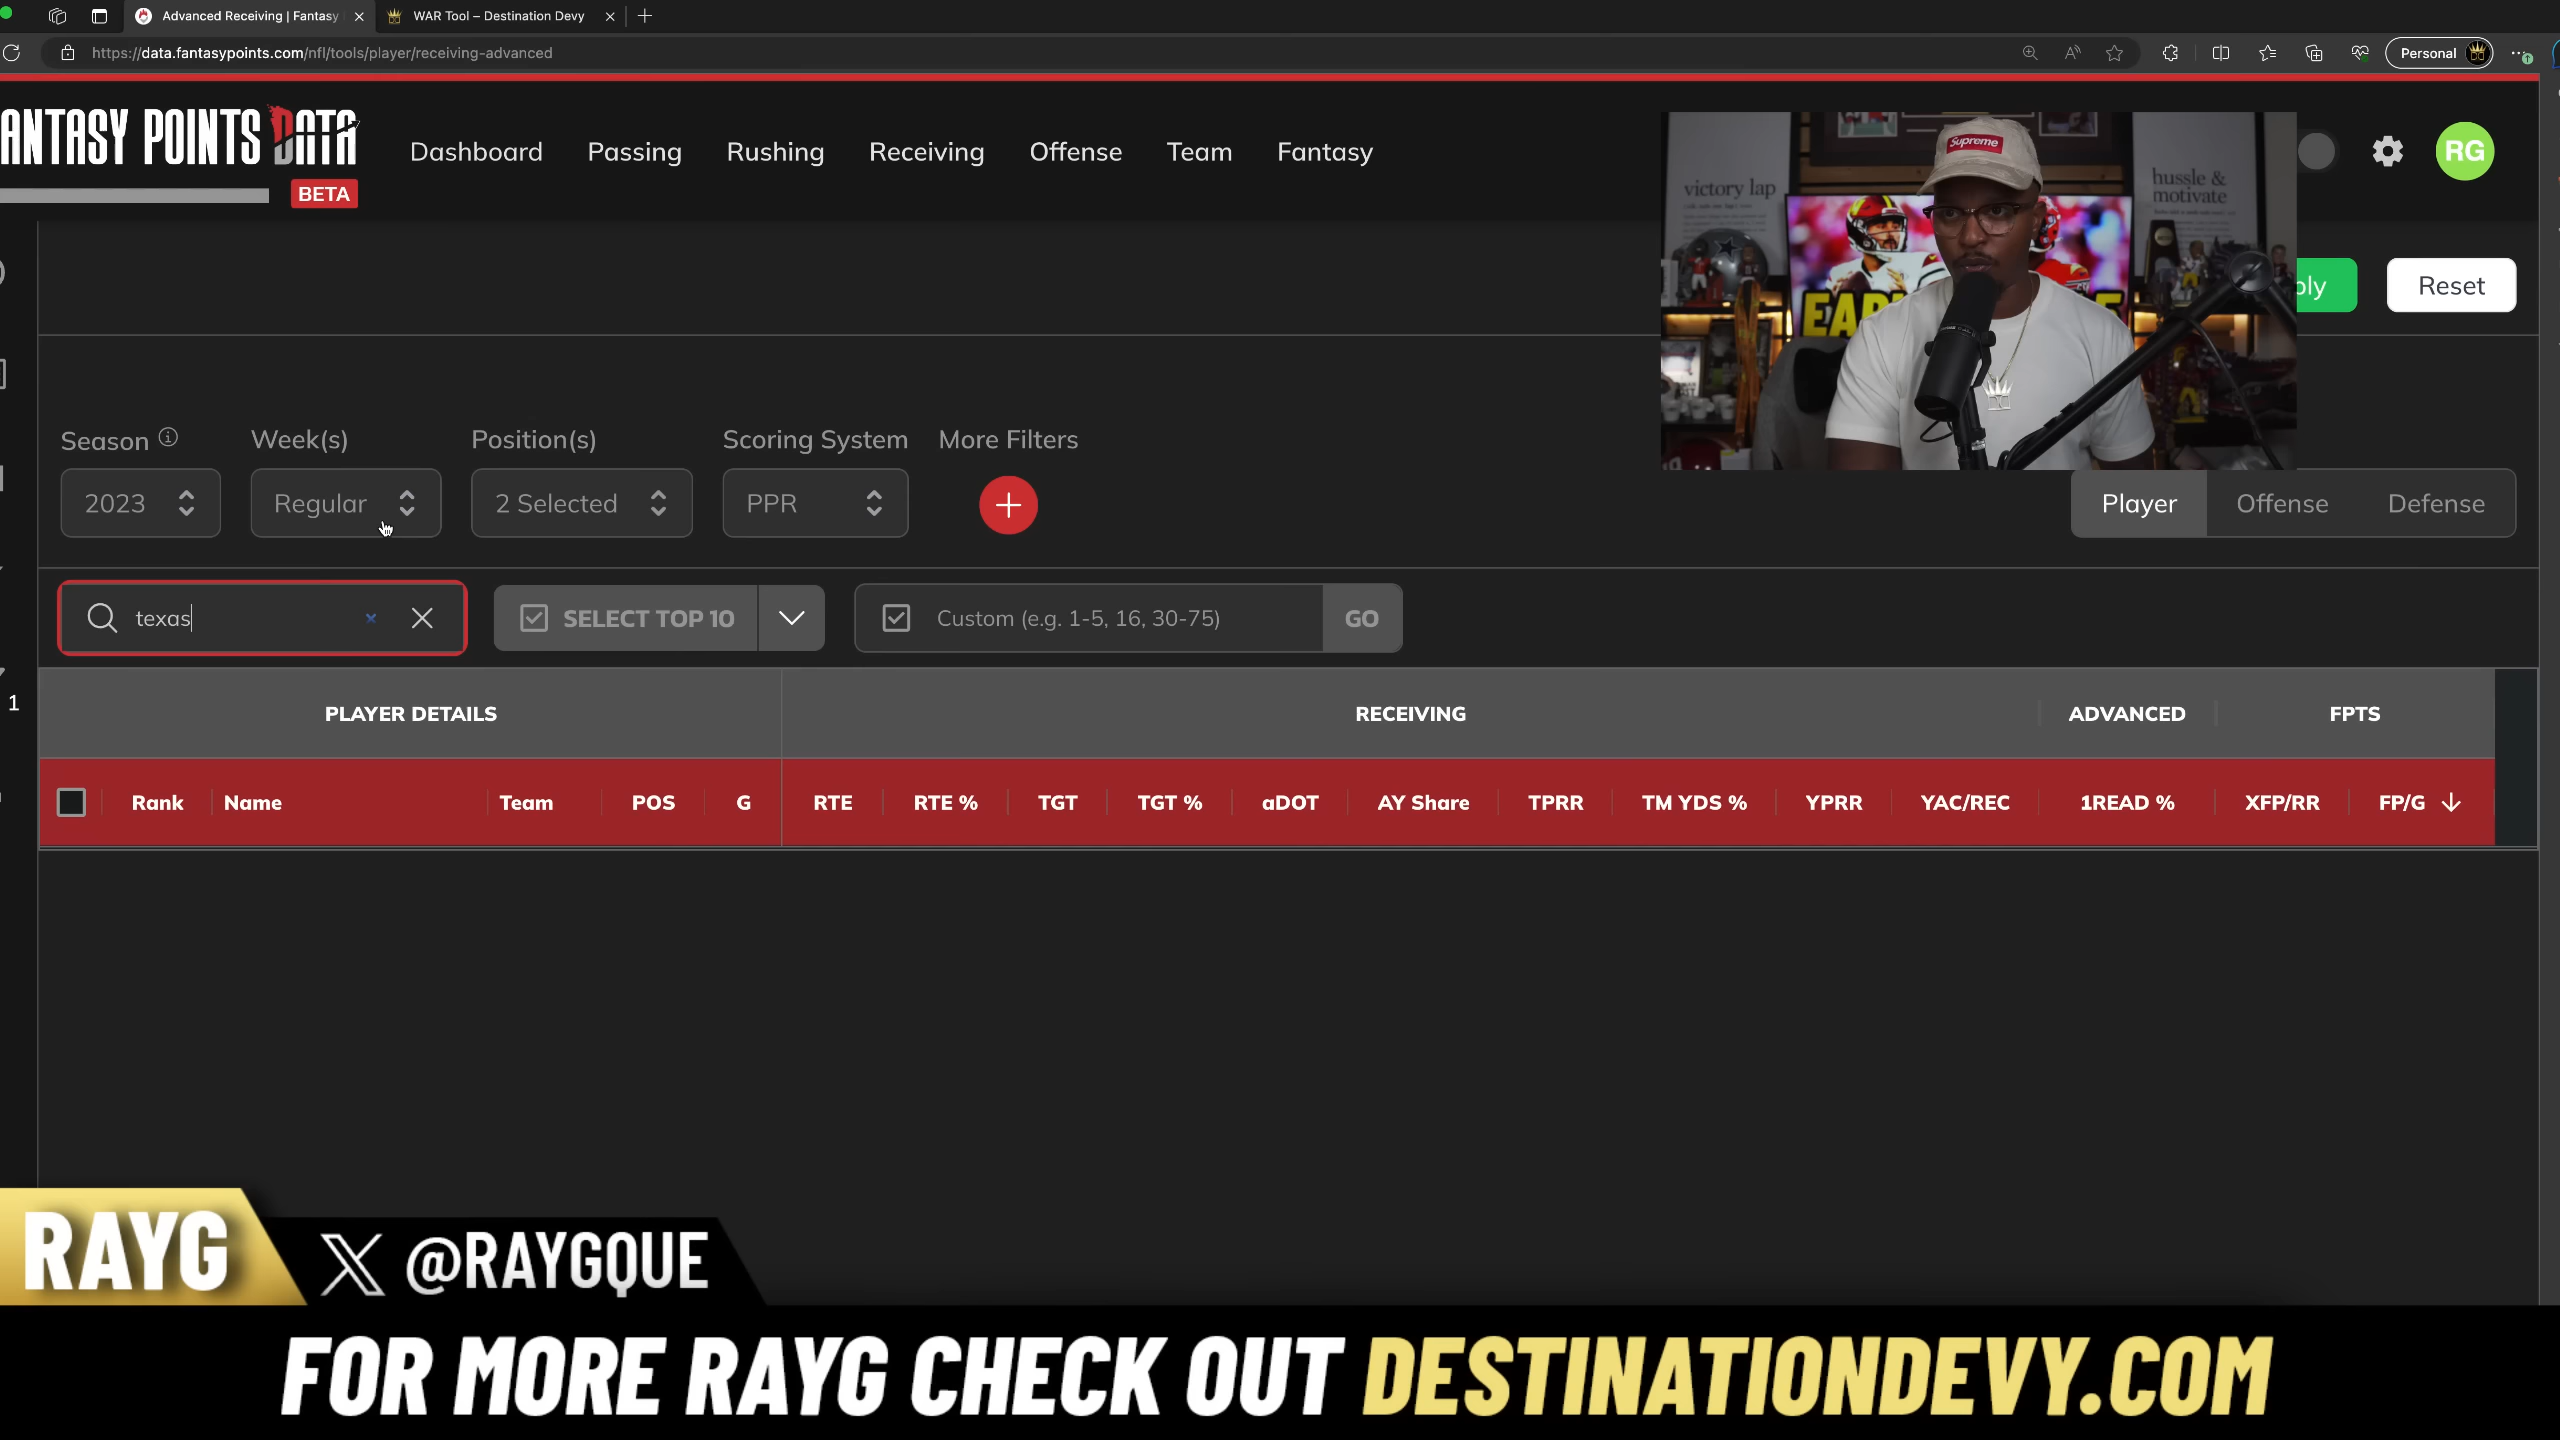 Advanced Receiving | Fantasy
WAR Tool – Destination Devy
https://data.fantasypoints.com/nfl/tools/player/receiving-advanced
Personal
ANTASY POINTS DATA
BETA
Dashboard Passing Rushing Receiving Offense Team Fantasy
RG
victory lap
hussle &
motivate
Supreme
ply
Reset
Season Week(s) Position(s) Scoring System More Filters
2023 Regular 2 Selected PPR
Player Offense Defense
texas
SELECT TOP 10
Custom (e.g. 1-5, 16, 30-75)
GO
1
PLAYER DETAILS RECEIVING ADVANCED FPTS
Rank Name Team POS G RTE RTE % TGT TGT % aDOT AY Share TPRR TM YDS % YPRR YAC/REC 1READ % XFP/RR FP/G
RAYG
X @RAYGQUE
FOR MORE RAYG CHECK OUT DESTINATIONDEVY.COM